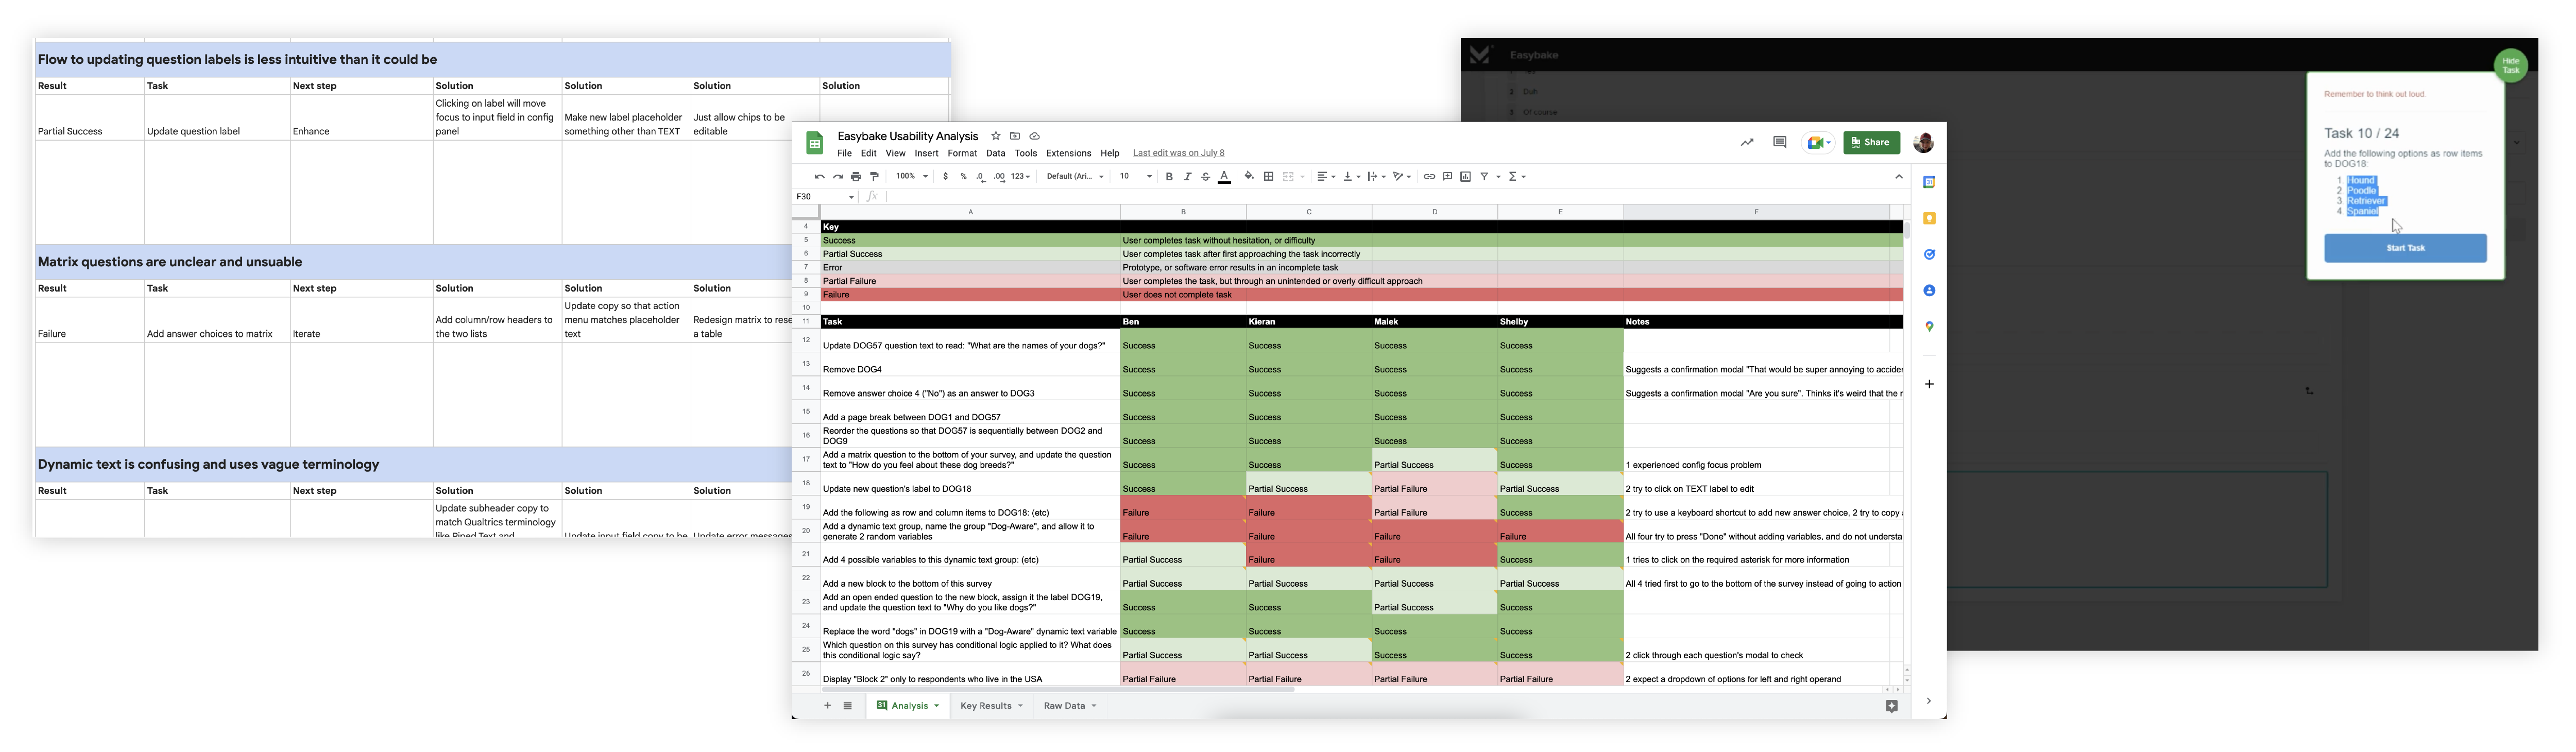 Flow to updating question labels is less intuitive than it could be
Result Task Next step Solution Solution Solution Solution
Partial Success Update question label Enhance
Clicking on label will move
focus to input field in config
panel
Make new label placeholder
something other than TEXT
Just allow chips to be
editable
Matrix questions are unclear and unsuable
Result Task Next step Solution Solution Solution
Failure Add answer choices to matrix Iterate
Add column/row headers to
the two lists
Update copy so that action
menu matches placeholder
text
Redesign matrix to rese
a table
Dynamic text is confusing and uses vague terminology
Result Task Next step Solution Solution Solution
Update subheader copy to
match Qualtrics terminology
like Piped Text and
Update input field copy to be
Update error messages
Easybake Usability Analysis
File Edit View Insert Format Data Tools Extensions Help Last edit was on July 8
Share
100% $ % .0 .00 123 Default (Ari... 10 B I S A
F30 fx
A B C D E F
4 Key
5 Success User completes task without hesitation, or difficulty
6 Partial Success User completes task after first approaching the task incorrectly
7 Error Prototype, or software error results in an incomplete task
8 Partial Failure User completes the task, but through an unintended or overly difficult approach
9 Failure User does not complete task
10
11 Task Ben Kieran Malek Shelby Notes
12 Update DOG57 question text to read: "What are the names of your dogs?" Success Success Success Success
13 Remove DOG4 Success Success Success Success Suggests a confirmation modal "That would be super annoying to accider
14 Remove answer choice 4 ("No") as an answer to DOG3 Success Success Success Success Suggests a confirmation modal "Are you sure". Thinks it's weird that the r
15 Add a page break between DOG1 and DOG57 Success Success Success Success
16 Reorder the questions so that DOG57 is sequentially between DOG2 and
DOG9 Success Success Success Success
17 Add a matrix question to the bottom of your survey, and update the question
text to "How do you feel about these dog breeds?" Success Success Partial Success Success 1 experienced config focus problem
18 Update new question's label to DOG18 Success Partial Success Partial Failure Partial Success 2 try to click on TEXT label to edit
19 Add the following as row and column items to DOG18: (etc) Failure Failure Partial Failure Success 2 try to use a keyboard shortcut to add new answer choice, 2 try to copy a
20 Add a dynamic text group, name the group "Dog-Aware", and allow it to
generate 2 random variables Failure Failure Failure Failure All four try to press "Done" without adding variables. and do not understa
21 Add 4 possible variables to this dynamic text group: (etc) Partial Success Failure Failure Success 1 tries to click on the required asterisk for more information
22 Add a new block to the bottom of this survey Partial Success Partial Success Partial Success Partial Success All 4 tried first to go to the bottom of the survey instead of going to action
23 Add an open ended question to the new block, assign it the label DOG19,
and update the question text to "Why do you like dogs?" Success Success Partial Success Success
24 Replace the word "dogs" in DOG19 with a "Dog-Aware" dynamic text variable Success Success Success Success
25 Which question on this survey has conditional logic applied to it? What does
this conditional logic say? Partial Success Partial Success Success Success 2 click through each question's modal to check
26 Display "Block 2" only to respondents who live in the USA Partial Failure Partial Failure Partial Failure Partial Failure 2 expect a dropdown of options for left and right operand
31 Analysis Key Results Raw Data
Easybake
2 Duh
3 Of course
Hide
Task
Remember to think out loud.
Task 10 / 24
Add the following options as row items
to DOG18:
1 Hound
2 Poodle
3 Retriever
4 Spaniel
Start Task